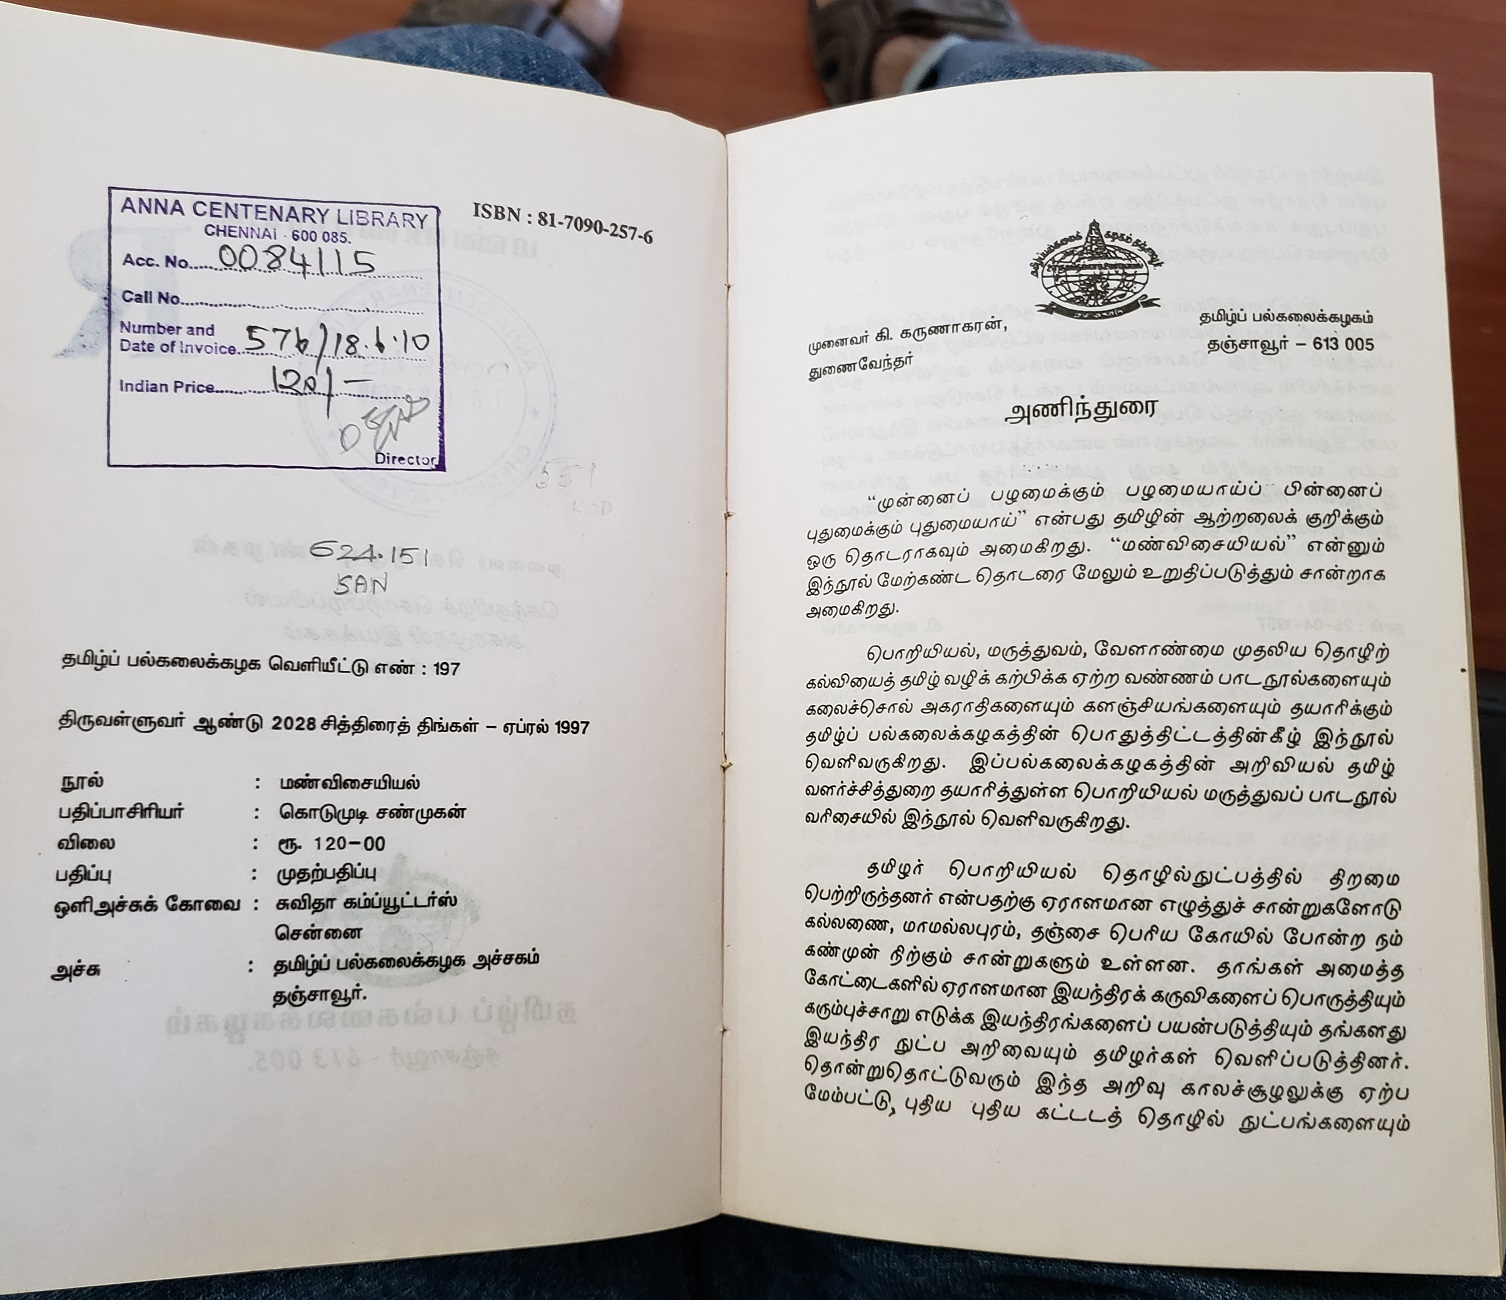 ANNA CENTENARY LIBRARY
CHENNAI - 600 085.
Acc. No. 0084115
Call No.
Number and
Date of Invoice 576/18.6.10
Indian Price 120/-
Director
ISBN : 81-7090-257-6
551
624.151
SAN
தமிழ்ப் பல்கலைக்கழக வெளியீட்டு எண் : 197
திருவள்ளுவர் ஆண்டு 2028 சித்திரைத் திங்கள் – ஏப்ரல் 1997
நூல் : மண்விசையியல்
பதிப்பாசிரியர் : கொடுமுடி சண்முகன்
விலை : ரூ. 120-00
பதிப்பு : முதற்பதிப்பு
ஒளிஅச்சுக் கோவை : சுவிதா கம்ப்யூட்டர்ஸ்
சென்னை
அச்சு : தமிழ்ப் பல்கலைக்கழக அச்சகம்
தஞ்சாவூர்.
முனைவர் கி. கருணாகரன்,
துணைவேந்தர்
தமிழ்ப் பல்கலைக்கழகம்
தஞ்சாவூர் – 613 005
அணிந்துரை
“முன்னைப் பழமைக்கும் பழமையாய்ப் பின்னைப்
புதுமைக்கும் புதுமையாய்” என்பது தமிழின் ஆற்றலைக் குறிக்கும்
ஒரு தொடராகவும் அமைகிறது. “மண்விசையியல்” என்னும்
இந்நூல் மேற்கண்ட தொடரை மேலும் உறுதிப்படுத்தும் சான்றாக
அமைகிறது.
பொறியியல், மருத்துவம், வேளாண்மை முதலிய தொழிற்
கல்வியைத் தமிழ் வழிக் கற்பிக்க ஏற்ற வண்ணம் பாடநூல்களையும்
கலைச்சொல் அகராதிகளையும் களஞ்சியங்களையும் தயாரிக்கும்
தமிழ்ப் பல்கலைக்கழகத்தின் பொதுத்திட்டத்தின்கீழ் இந்நூல்
வெளிவருகிறது. இப்பல்கலைக்கழகத்தின் அறிவியல் தமிழ்
வளர்ச்சித்துறை தயாரித்துள்ள பொறியியல் மருத்துவப் பாடநூல்
வரிசையில் இந்நூல் வெளிவருகிறது.
தமிழர் பொறியியல் தொழில்நுட்பத்தில் திறமை
பெற்றிருந்தனர் என்பதற்கு ஏராளமான எழுத்துச் சான்றுகளோடு
கல்லணை, மாமல்லபுரம், தஞ்சை பெரிய கோயில் போன்ற நம்
கண்முன் நிற்கும் சான்றுகளும் உள்ளன. தாங்கள் அமைத்த
கோட்டைகளில் ஏராளமான இயந்திரக் கருவிகளைப் பொருத்தியும்
கரும்புச்சாறு எடுக்க இயந்திரங்களைப் பயன்படுத்தியும் தங்களது
இயந்திர நுட்ப அறிவையும் தமிழர்கள் வெளிப்படுத்தினர்.
தொன்றுதொட்டுவரும் இந்த அறிவு காலச்சூழலுக்கு ஏற்ப
மேம்பட்டு, புதிய புதிய கட்டடத் தொழில் நுட்பங்களையும்